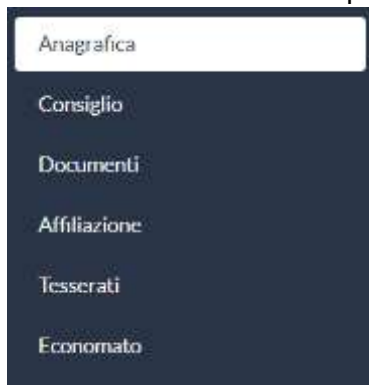 Anagrafica
Consiglio
Documenti
Affiliazione
Tesserati
Economato